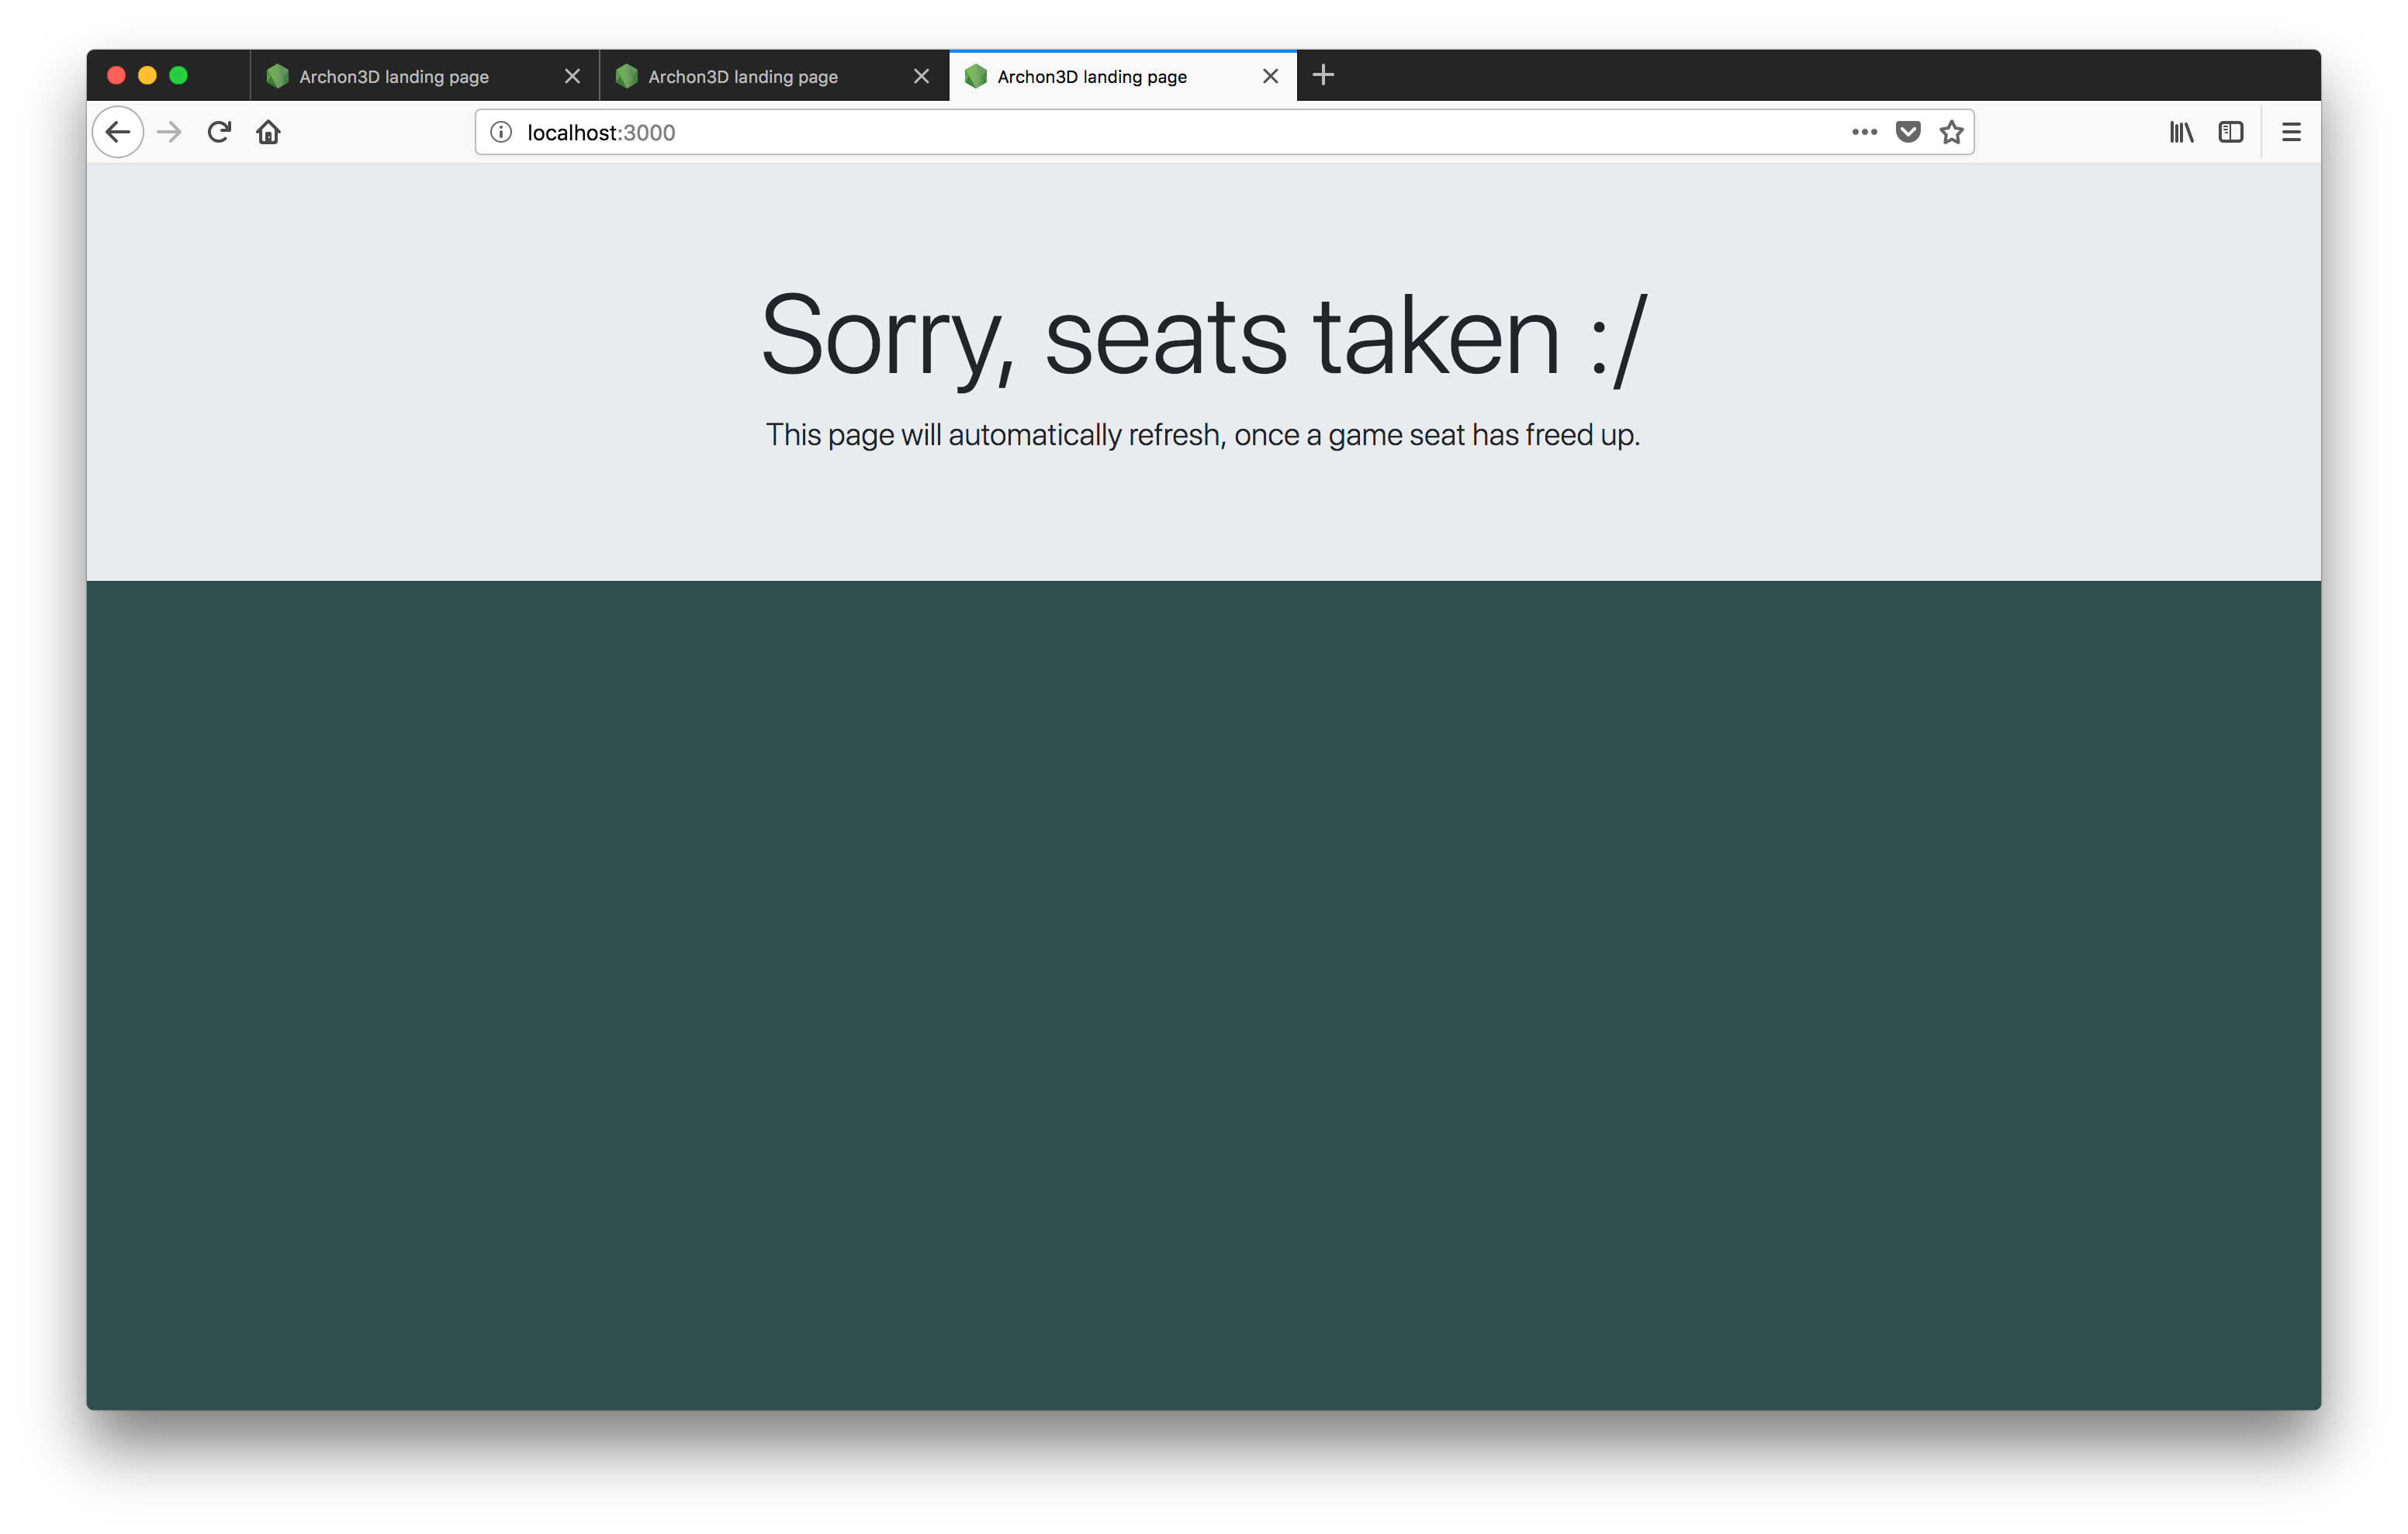 Archon3D landing page
Archon3D landing page
Archon3D landing page
localhost:3000
Sorry, seats taken :/
This page will automatically refresh, once a game seat has freed up.